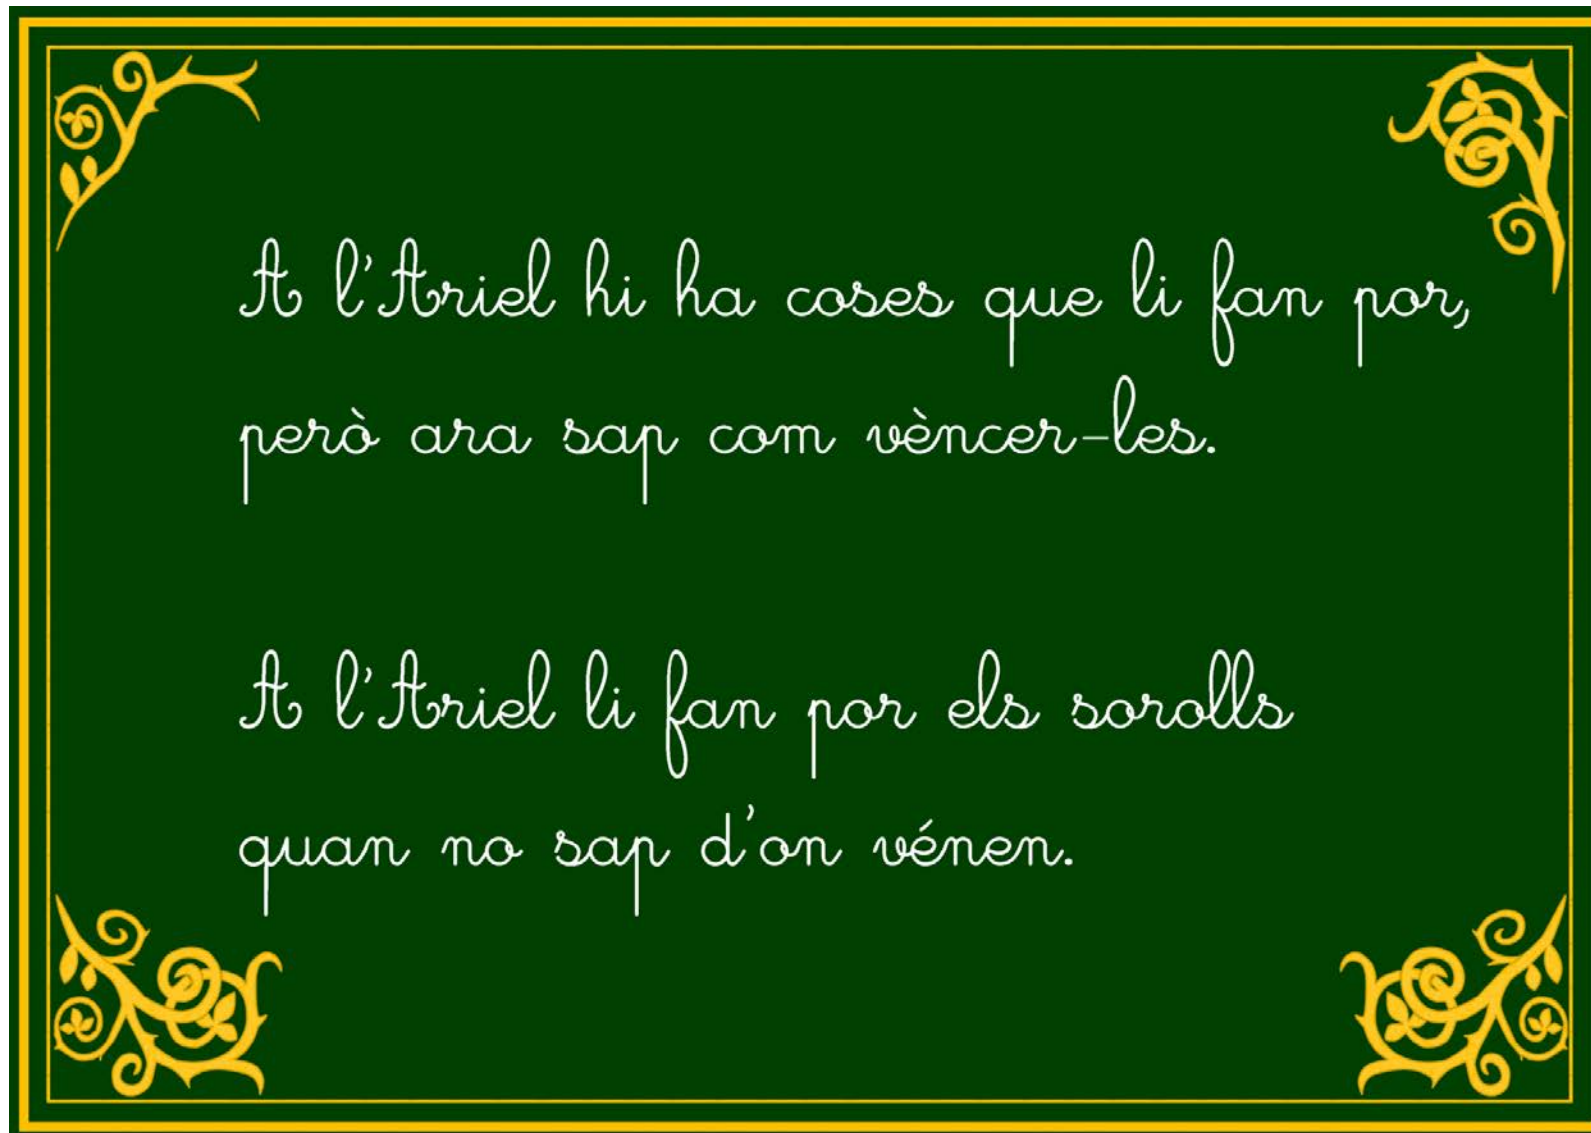 A l'Ariel hi ha coses que li fan por,
però ara sap com vèncer-les.
A l'Ariel li fan por els sorolls
quan no sap d'on vénen.